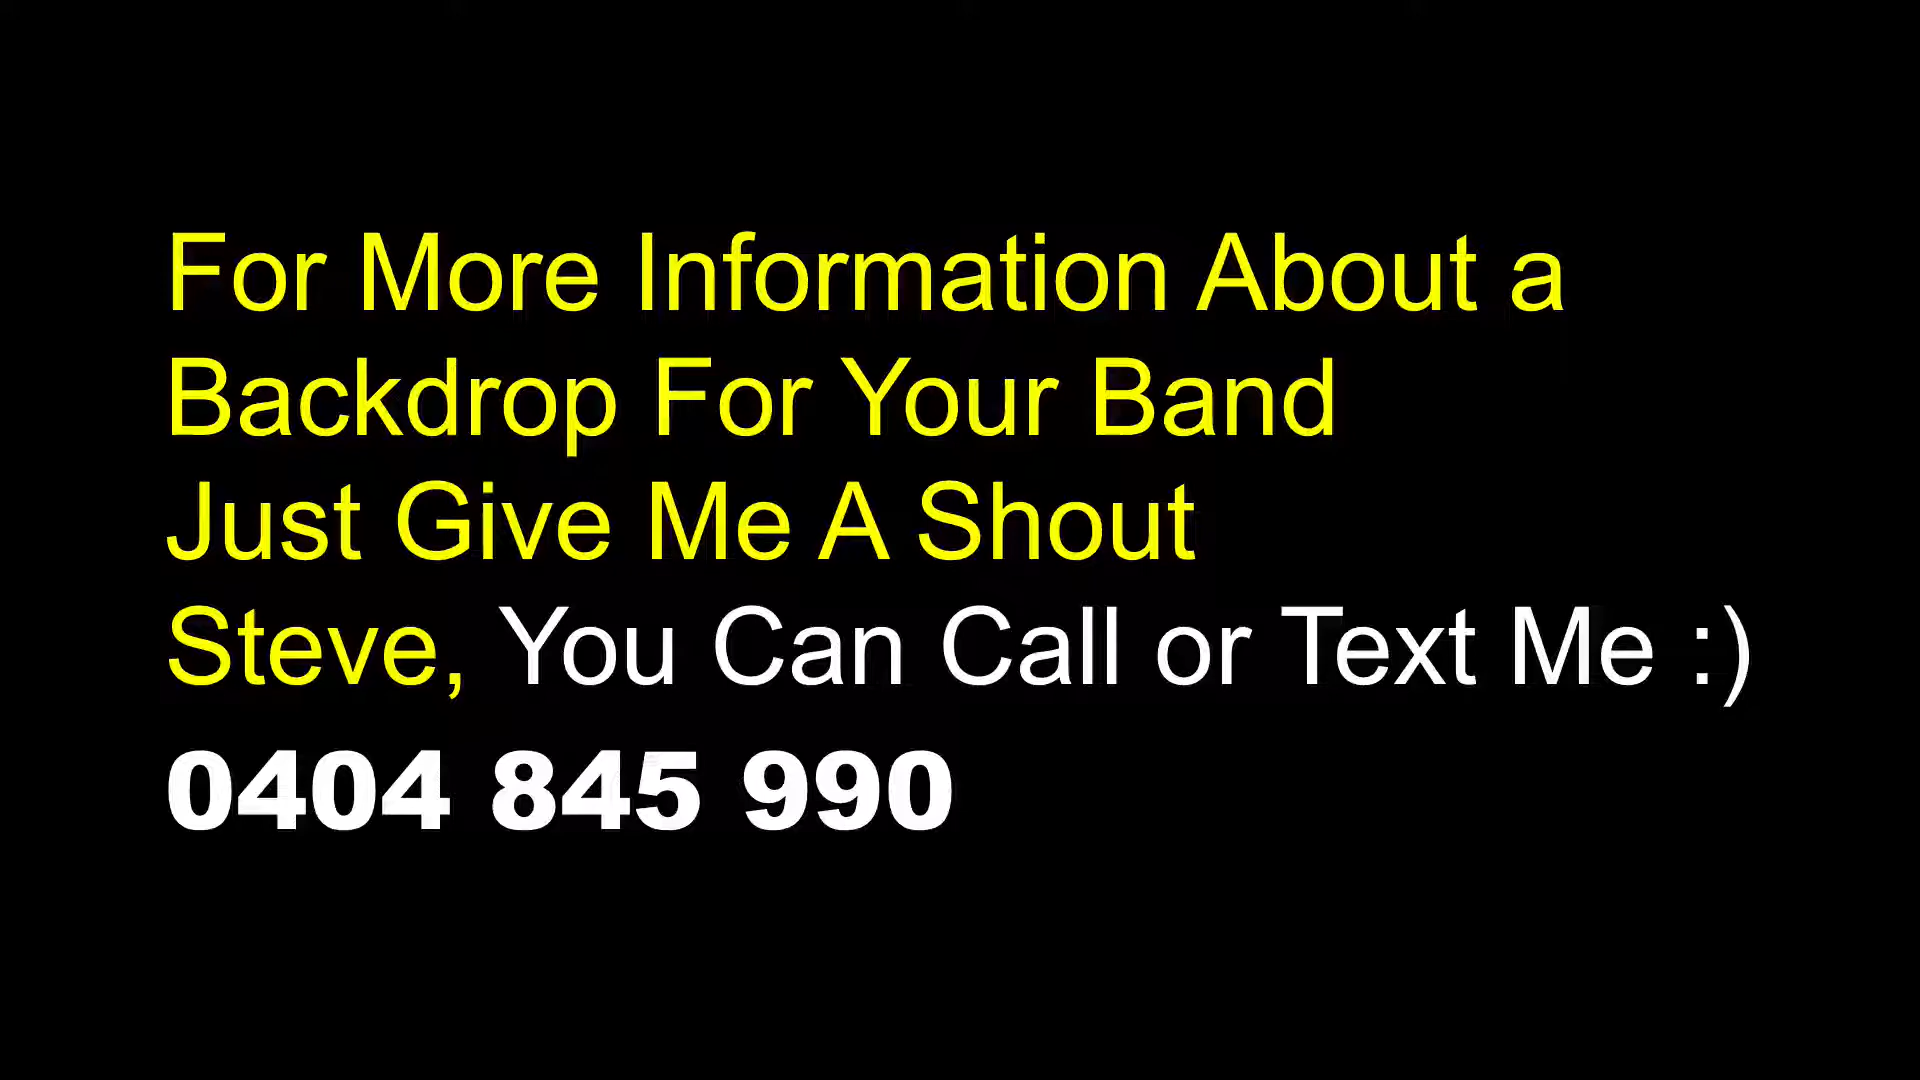 For More Information About a
Backdrop For Your Band
Just Give Me A Shout
Steve, You Can Call or Text Me :)
0404 845 990